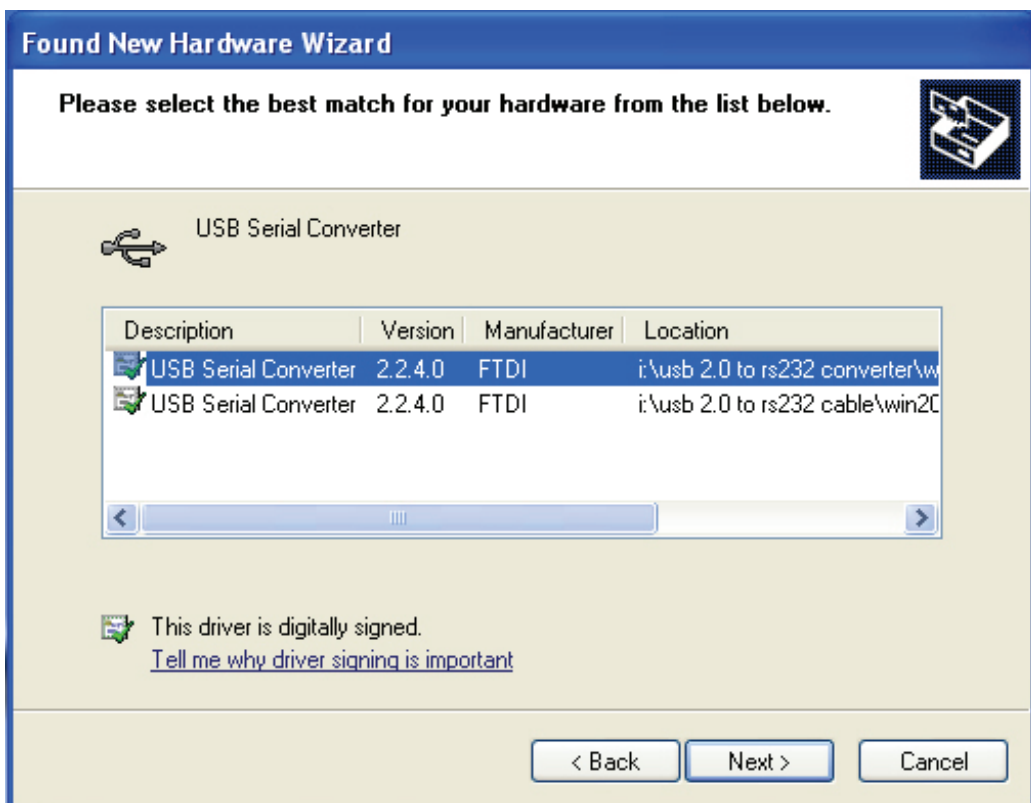 Found New Hardware Wizard
Please select the best match for your hardware from the list below.
USB Serial Converter
Description Version Manufacturer Location
USB Serial Converter 2.2.4.0 FTDI i:\usb 2.0 to rs232 converter\w
USB Serial Converter 2.2.4.0 FTDI i:\usb 2.0 to rs232 cable\win20
This driver is digitally signed.
Tell me why driver signing is important
< Back Next > Cancel